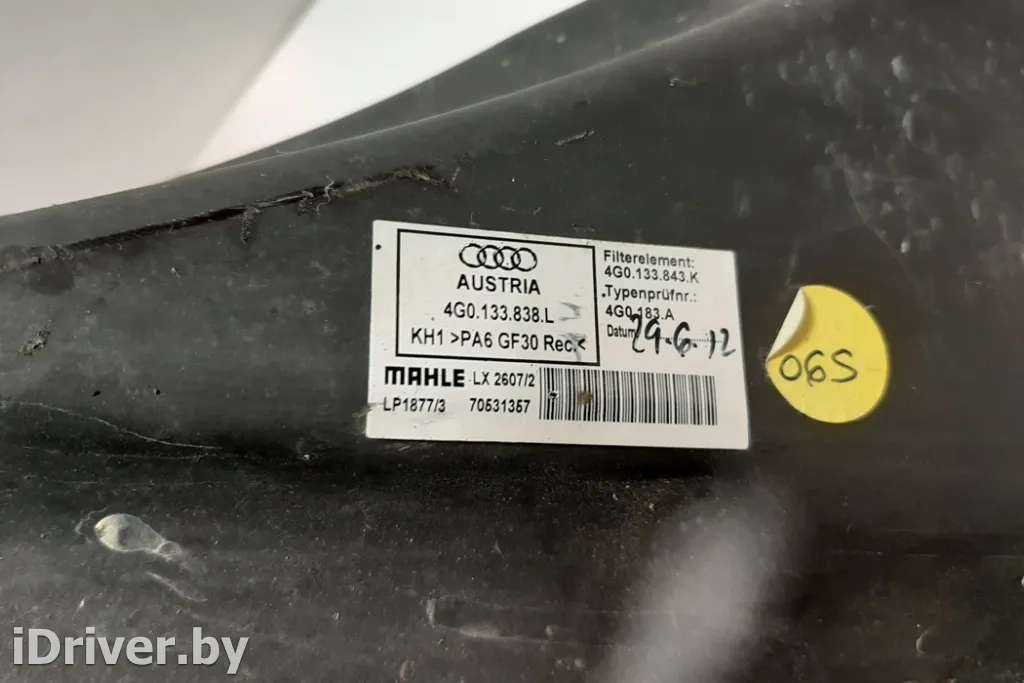 AUSTRIA
4G0.133.838.L
KH1 >PA6 GF30 Rec.<
Filterelement:
4G0.133.843.K
Typenprüfnr.:
4G0.183.A
Datum 29.6.12
MAHLE LX 2607/2
LP1877/3 70531357
06S
iDriver.by